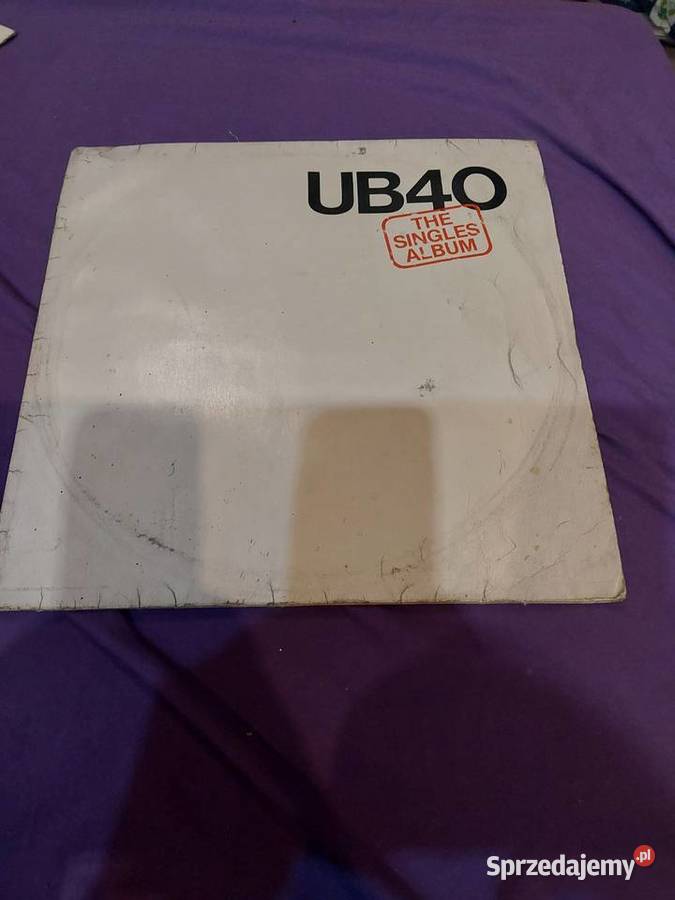 UB40
THE
SINGLES
ALBUM
Sprzedajemy.pl